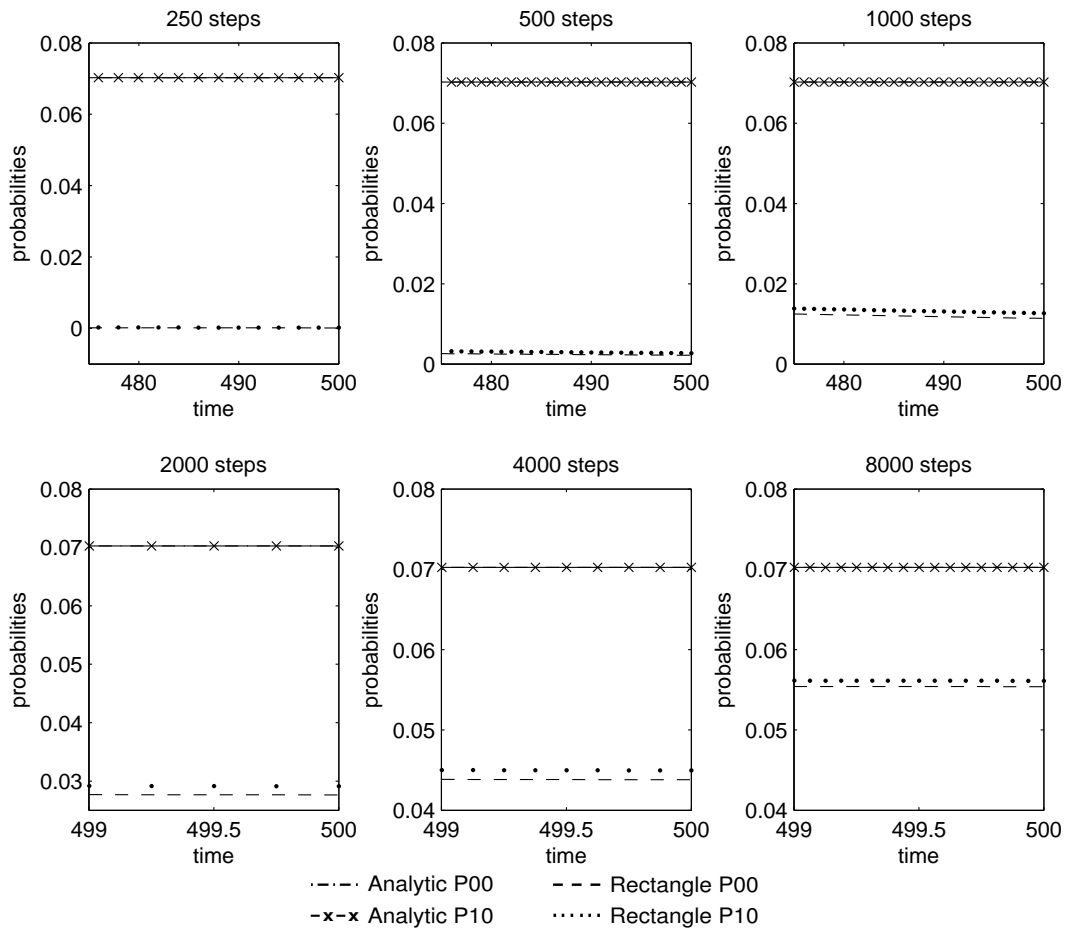 250 steps
0.08
0.06
0.04
0.02
0
probabilities
480
490
500
time
500 steps
0.08
0.06
0.04
0.02
0
probabilities
480
490
500
time
1000 steps
0.08
0.06
0.04
0.02
0
probabilities
480
490
500
time
2000 steps
0.08
0.07
0.06
0.05
0.04
0.03
probabilities
499
499.5
500
time
4000 steps
0.08
0.07
0.06
0.05
0.04
probabilities
499
499.5
500
time
8000 steps
0.08
0.07
0.06
0.05
0.04
probabilities
499
499.5
500
time
Analytic P00
Rectangle P00
Analytic P10
Rectangle P10